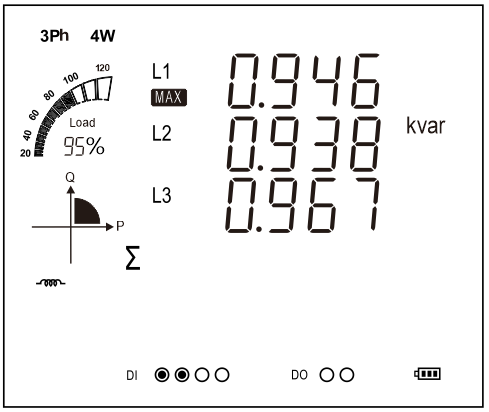 3Ph 4W
20 40 60 80 100 120
Load
95%
L1 0.946
MAX
L2 0.938 kvar
L3 0.967
Q
P
Σ
DI DO